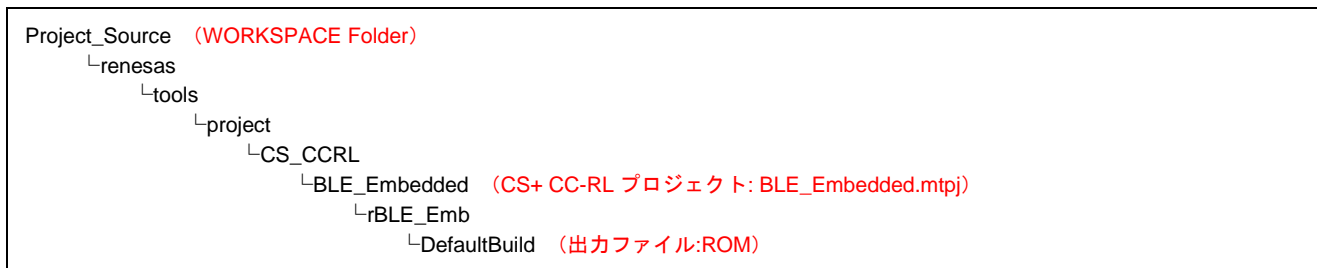 Project_Source （WORKSPACE Folder）
└renesas
└tools
└project
└CS_CCRL
└BLE_Embedded （CS+ CC-RL プロジェクト: BLE_Embedded.mtpj）
└rBLE_Emb
└DefaultBuild （出力ファイル:ROM）